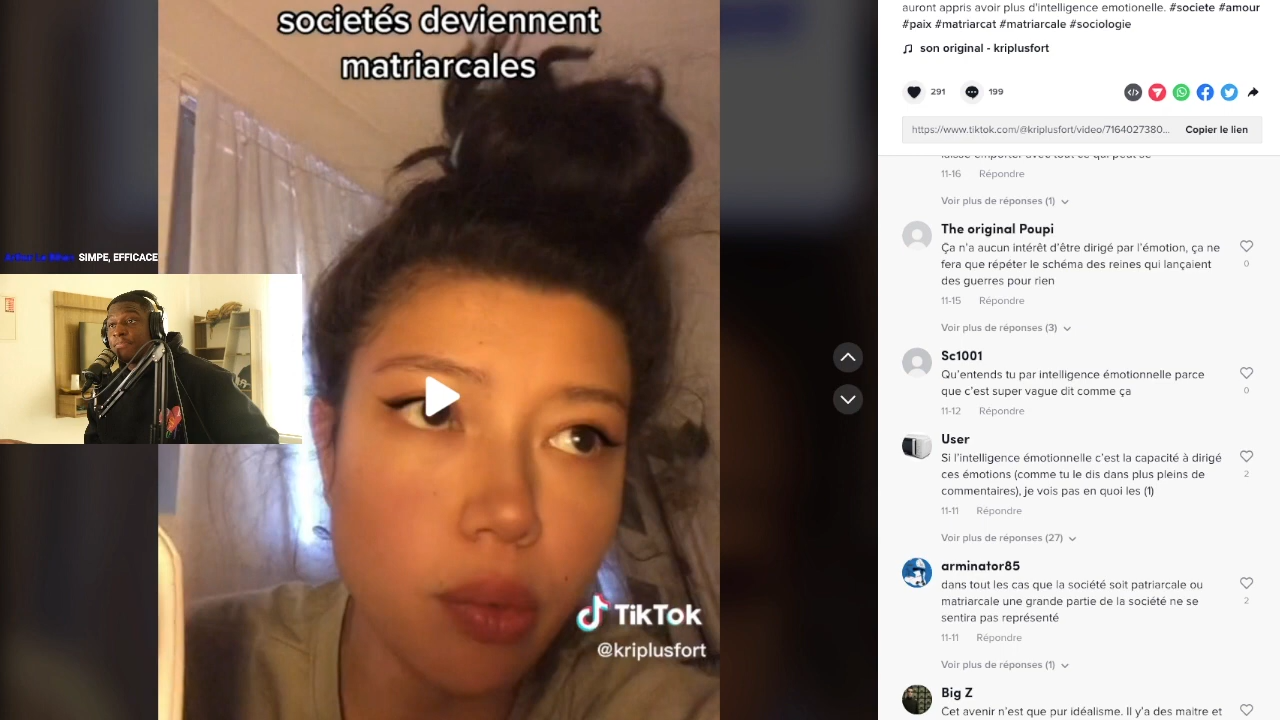 societés deviennent
matriarcales
SIMPE, EFFICACE
TikTok
@kriplusfort
auront appris avoir plus d'intelligence emotionelle. #societe #amour
#paix #matriarcat #matriarcale #sociologie
son original - kriplusfort
291
199
https://www.tiktok.com/@kriplusfort/video/7164027380...
Copier le lien
11-16 Répondre
Voir plus de réponses (1)
The original Poupi
Ça n'a aucun intérêt d'être dirigé par l'émotion, ça ne
fera que répéter le schéma des reines qui lançaient
des guerres pour rien
0
11-15 Répondre
Voir plus de réponses (3)
Sc1001
Qu'entends tu par intelligence émotionnelle parce
que c'est super vague dit comme ça
0
11-12 Répondre
User
Si l'intelligence émotionnelle c'est la capacité à dirigé
ces émotions (comme tu le dis dans plus pleins de
commentaires), je vois pas en quoi les (1)
2
11-11 Répondre
Voir plus de réponses (27)
arminator85
dans tout les cas que la société soit patriarcale ou
matriarcale une grande partie de la société ne se
sentira pas représenté
2
11-11 Répondre
Voir plus de réponses (1)
Big Z
Cet avenir n'est que pur idéalisme. Il y'a des maitre et